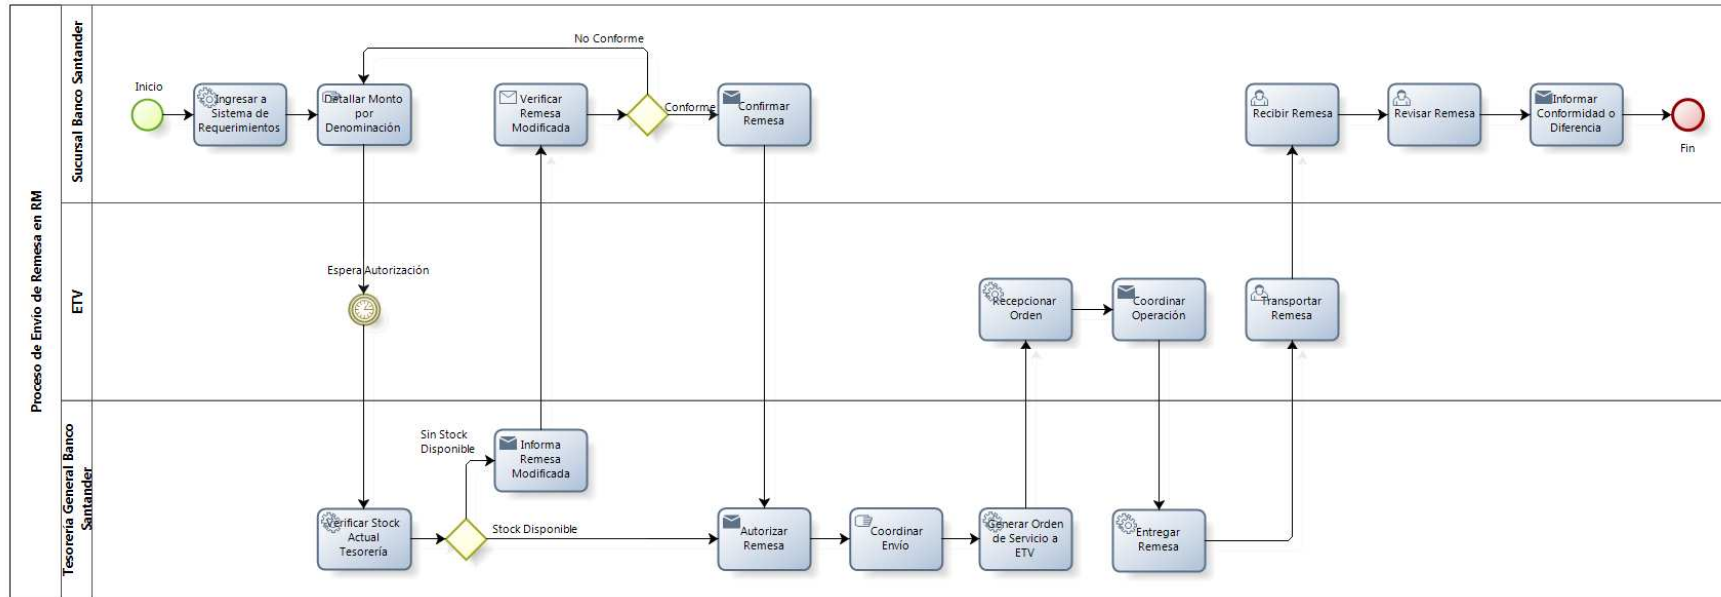 Proceso de Envío de Remesa en RM
Sucursal Banco Santander
No Conforme
Inicio
Ingresar a
Sistema de
Requerimientos
Detallar Monto
por
Denominación
Verificar
Remesa
Modificada
Conforme
Confirmar
Remesa
Recibir Remesa
Revisar Remesa
Informar
Conformidad o
Diferencia
Fin
ETV
Espera Autorización
Recepcionar
Orden
Coordinar
Operación
Transportar
Remesa
Tesorería General Banco
Santander
Sin Stock
Disponible
Informa
Remesa
Modificada
Verificar Stock
Actual
Tesorería
Stock Disponible
Autorizar
Remesa
Coordinar
Envío
Generar Orden
de Servicio a
ETV
Entregar
Remesa